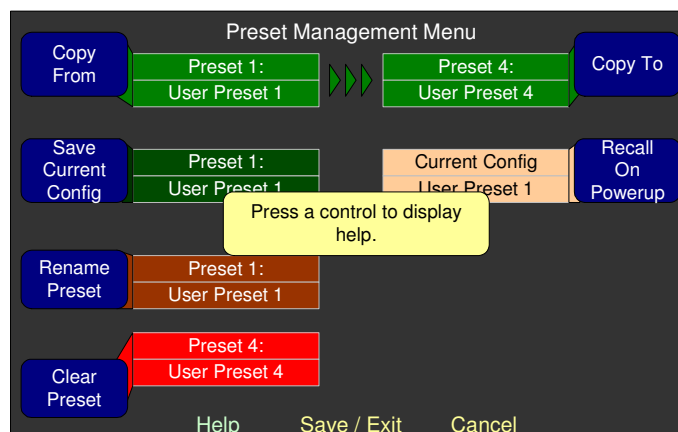 Preset Management Menu
Copy
From
Preset 1:
User Preset 1
Preset 4:
User Preset 4
Copy To
Save
Current
Config
Preset 1:
User Preset 1
Current Config
User Preset 1
Recall
On
Powerup
Press a control to display
help.
Rename
Preset
Preset 1:
User Preset 1
Clear
Preset
Preset 4:
User Preset 4
Help
Save / Exit
Cancel